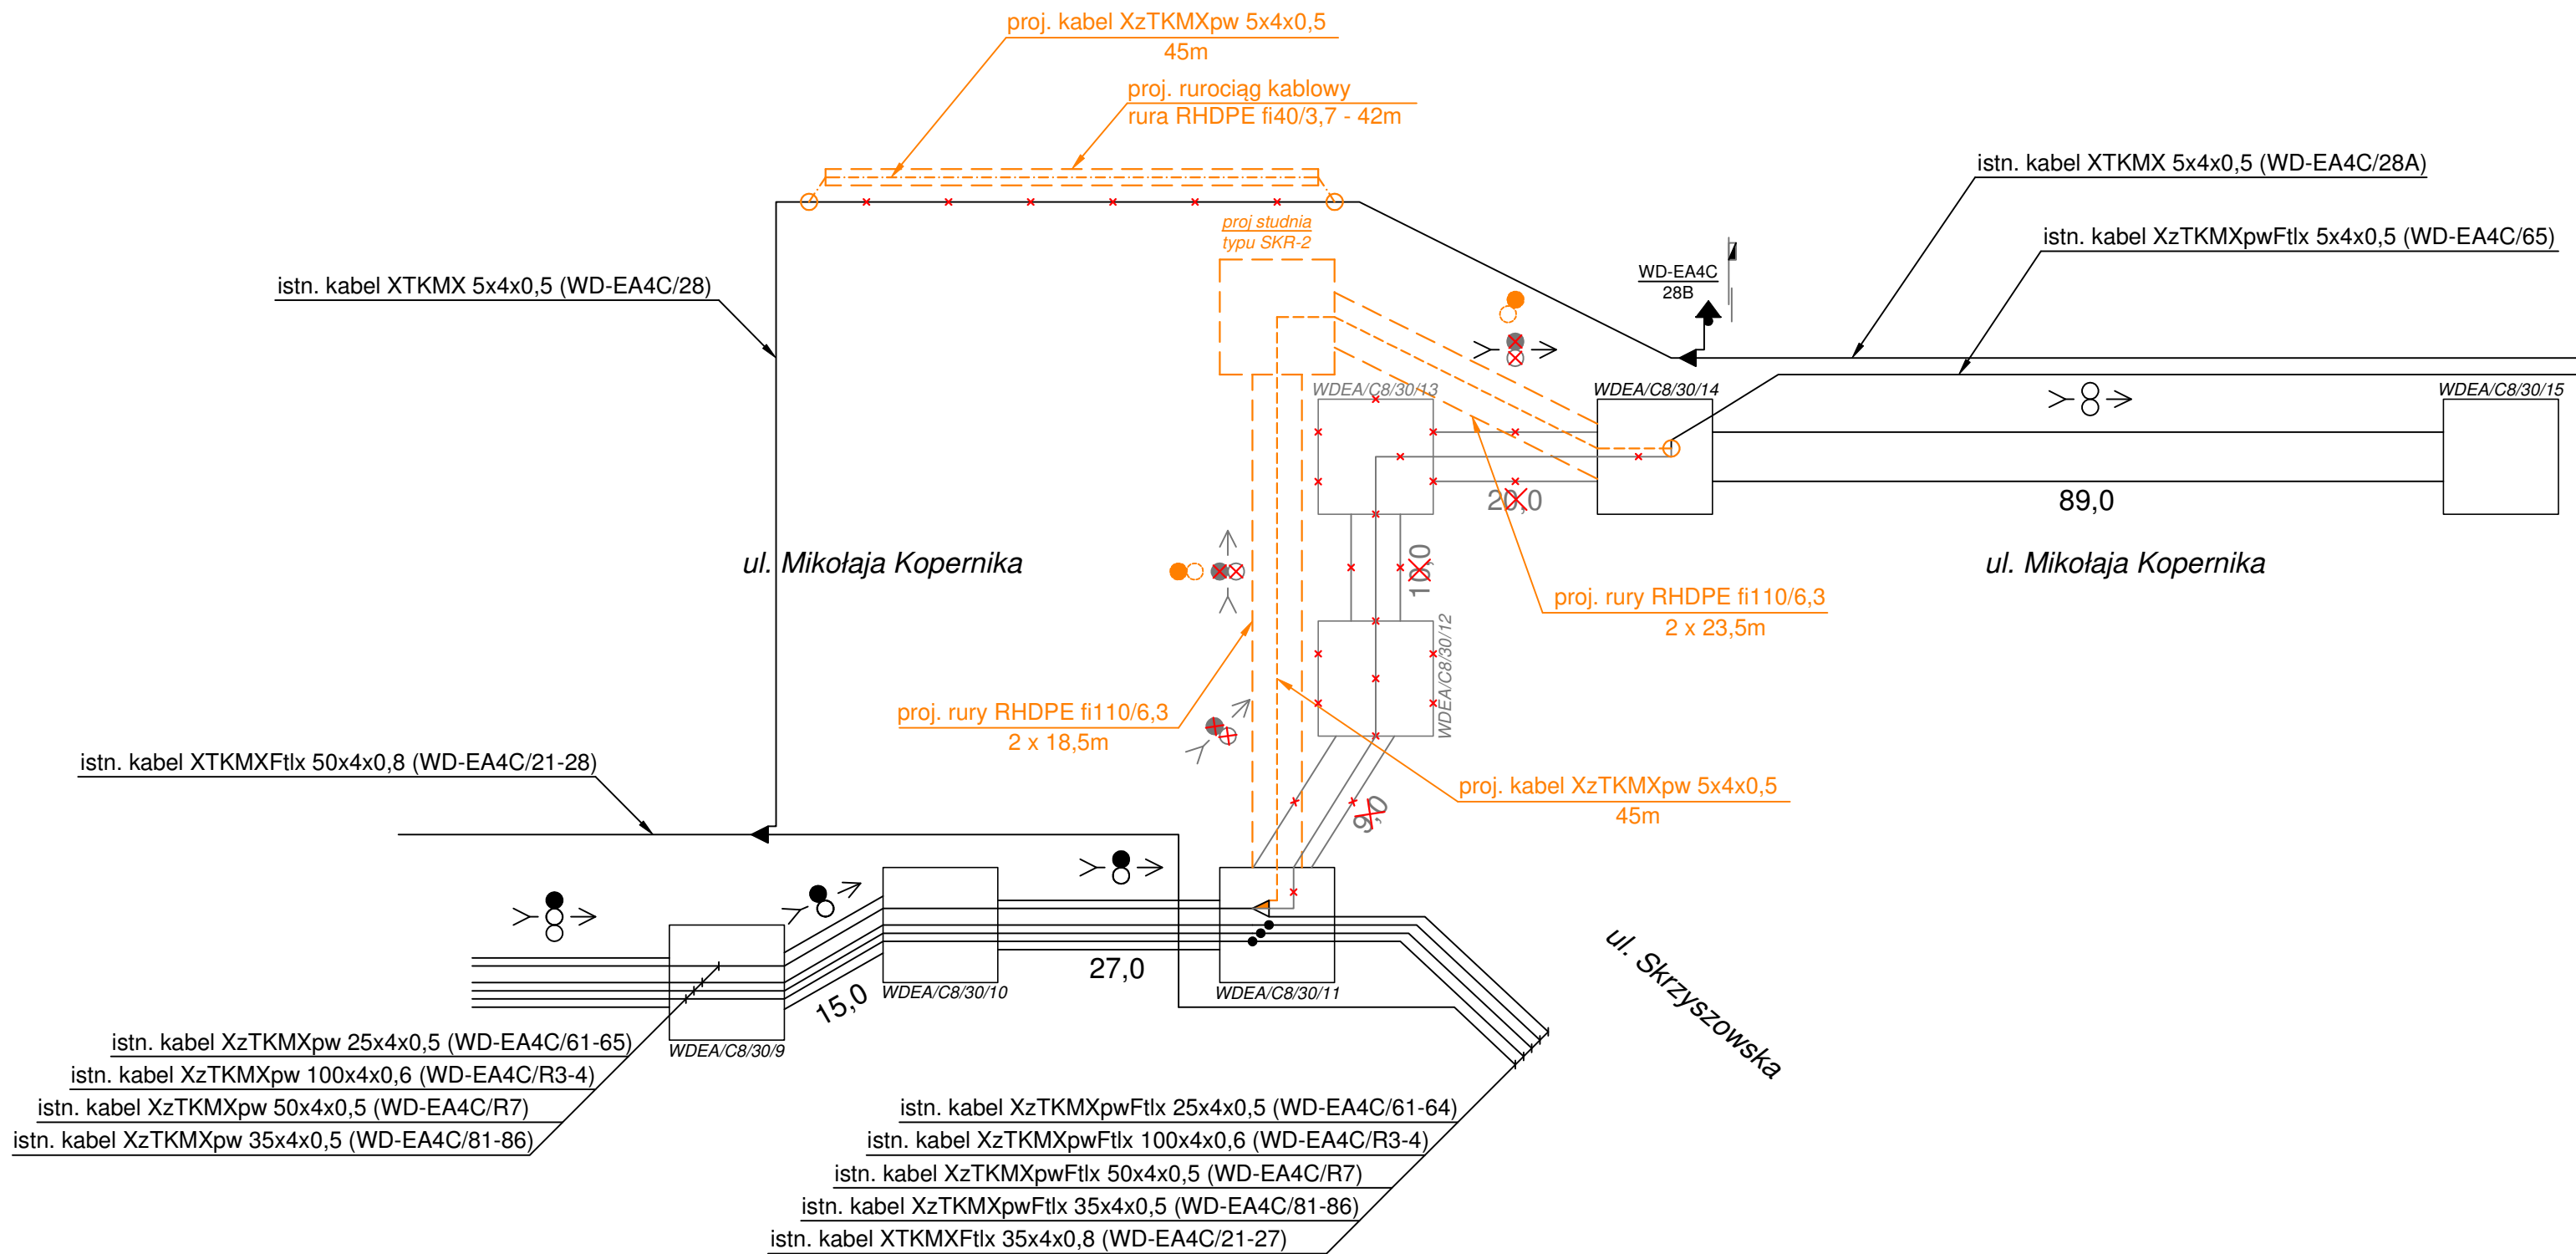 proj. kabel XzTKMXpw 5x4x0,5
45m
proj. rurociąg kablowy
rura RHDPE fi40/3,7 - 42m
istn. kabel XTKMX 5x4x0,5 (WD-EA4C/28A)
proj studnia
typu SKR-2
istn. kabel XzTKMXpwFtlx 5x4x0,5 (WD-EA4C/65)
WD-EA4C
28B
istn. kabel XTKMX 5x4x0,5 (WD-EA4C/28)
WDEA/C8/30/13
WDEA/C8/30/14
WDEA/C8/30/15
20,0
89,0
ul. Mikołaja Kopernika
10,0
ul. Mikołaja Kopernika
proj. rury RHDPE fi110/6,3
2 x 23,5m
WDEA/C8/30/12
proj. rury RHDPE fi110/6,3
2 x 18,5m
istn. kabel XTKMXFtlx 50x4x0,8 (WD-EA4C/21-28)
proj. kabel XzTKMXpw 5x4x0,5
45m
9,0
ul. Skrzyszowska
27,0
15,0
WDEA/C8/30/10
WDEA/C8/30/11
WDEA/C8/30/9
istn. kabel XzTKMXpw 25x4x0,5 (WD-EA4C/61-65)
istn. kabel XzTKMXpw 100x4x0,6 (WD-EA4C/R3-4)
istn. kabel XzTKMXpw 50x4x0,5 (WD-EA4C/R7)
istn. kabel XzTKMXpw 35x4x0,5 (WD-EA4C/81-86)
istn. kabel XzTKMXpwFtlx 25x4x0,5 (WD-EA4C/61-64)
istn. kabel XzTKMXpwFtlx 100x4x0,6 (WD-EA4C/R3-4)
istn. kabel XzTKMXpwFtlx 50x4x0,5 (WD-EA4C/R7)
istn. kabel XzTKMXpwFtlx 35x4x0,5 (WD-EA4C/81-86)
istn. kabel XTKMXFtlx 35x4x0,8 (WD-EA4C/21-27)